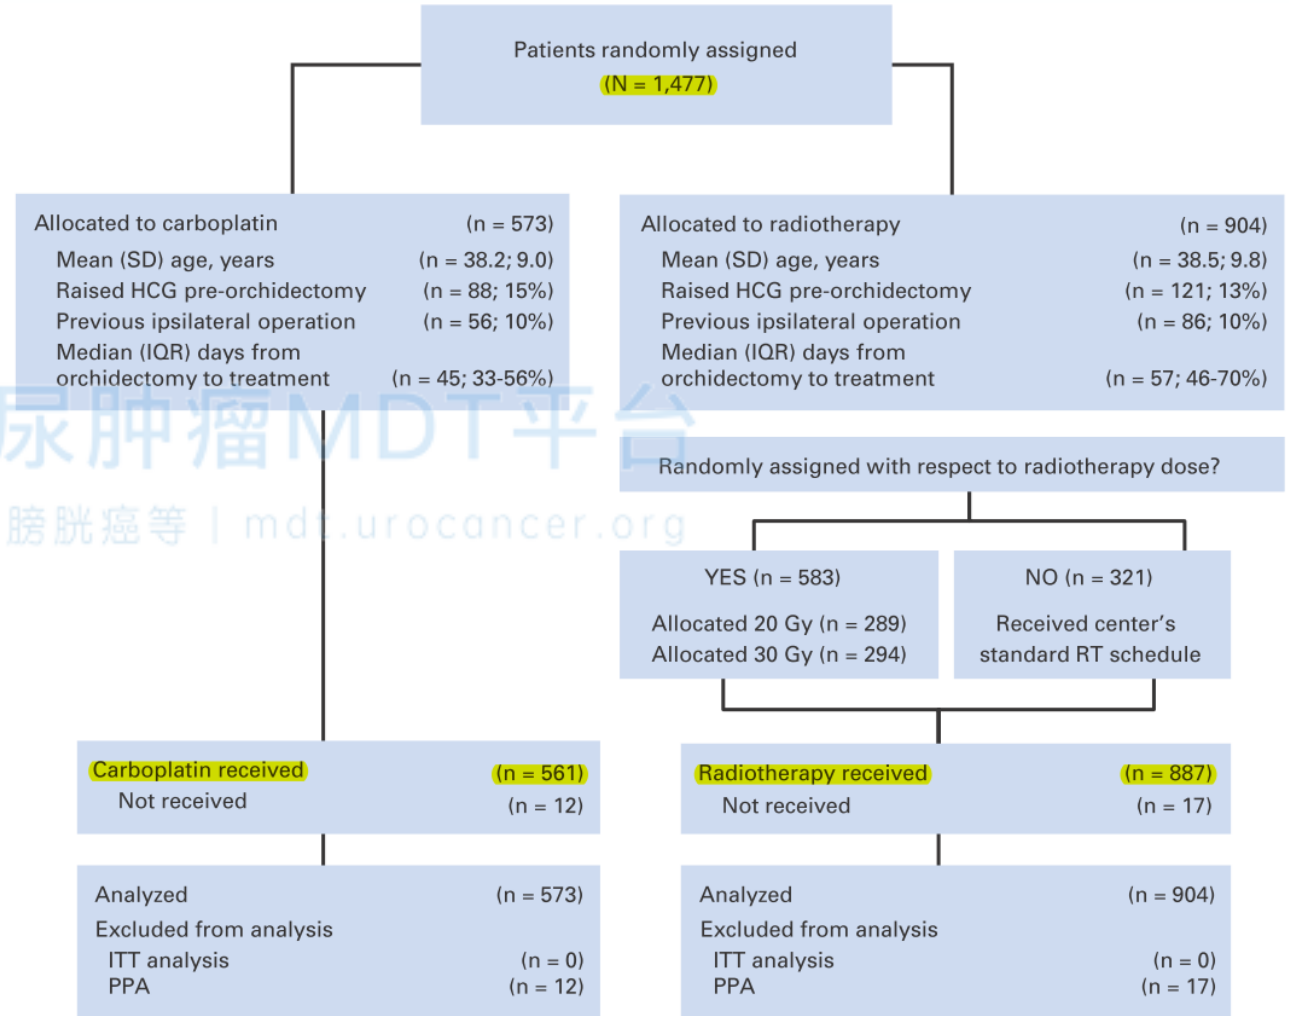 Patients randomly assigned
(N = 1,477)
Allocated to carboplatin (n = 573)
Mean (SD) age, years (n = 38.2; 9.0)
Raised HCG pre-orchidectomy (n = 88; 15%)
Previous ipsilateral operation (n = 56; 10%)
Median (IQR) days from
orchidectomy to treatment (n = 45; 33-56%)
Allocated to radiotherapy (n = 904)
Mean (SD) age, years (n = 38.5; 9.8)
Raised HCG pre-orchidectomy (n = 121; 13%)
Previous ipsilateral operation (n = 86; 10%)
Median (IQR) days from
orchidectomy to treatment (n = 57; 46-70%)
尿肿瘤MDT平台
膀胱癌等 | mdt.urocancer.org
Randomly assigned with respect to radiotherapy dose?
YES (n = 583)
Allocated 20 Gy (n = 289)
Allocated 30 Gy (n = 294)
NO (n = 321)
Received center's
standard RT schedule
Carboplatin received (n = 561)
Not received (n = 12)
Radiotherapy received (n = 887)
Not received (n = 17)
Analyzed (n = 573)
Excluded from analysis
ITT analysis (n = 0)
PPA (n = 12)
Analyzed (n = 904)
Excluded from analysis
ITT analysis (n = 0)
PPA (n = 17)